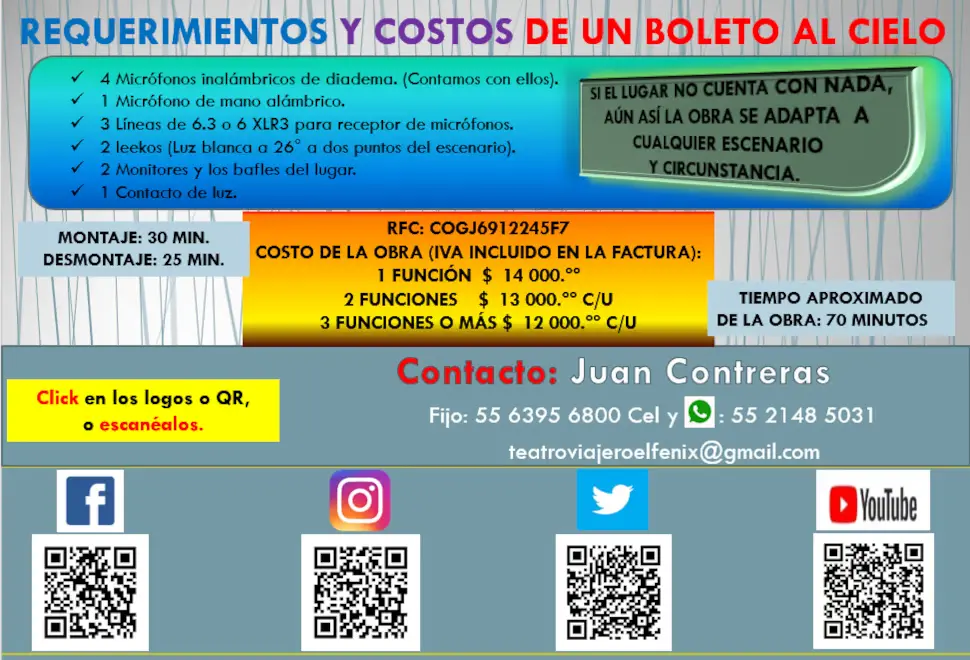 REQUERIMIENTOS Y COSTOS DE UN BOLETO AL CIELO
✓ 4 Micrófonos inalámbricos de diadema. (Contamos con ellos).
✓ 1 Micrófono de mano alámbrico.
✓ 3 Líneas de 6.3 o 6 XLR3 para receptor de micrófonos.
✓ 2 leekos (Luz blanca a 26° a dos puntos del escenario).
✓ 2 Monitores y los bafles del lugar.
✓ 1 Contacto de luz.
SI EL LUGAR NO CUENTA CON NADA,
AÚN ASÍ LA OBRA SE ADAPTA A
CUALQUIER ESCENARIO
Y CIRCUNSTANCIA.
MONTAJE: 30 MIN.
DESMONTAJE: 25 MIN.
RFC: COGJ6912245F7
COSTO DE LA OBRA (IVA INCLUIDO EN LA FACTURA):
1 FUNCIÓN $ 14 000.°°
2 FUNCIONES $ 13 000.°° C/U
3 FUNCIONES O MÁS $ 12 000.°° C/U
TIEMPO APROXIMADO
DE LA OBRA: 70 MINUTOS
Contacto: Juan Contreras
Click en los logos o QR,
o escanéalos.
Fijo: 55 6395 6800 Cel y : 55 2148 5031
teatroviajeroelfenix@gmail.com
YouTube